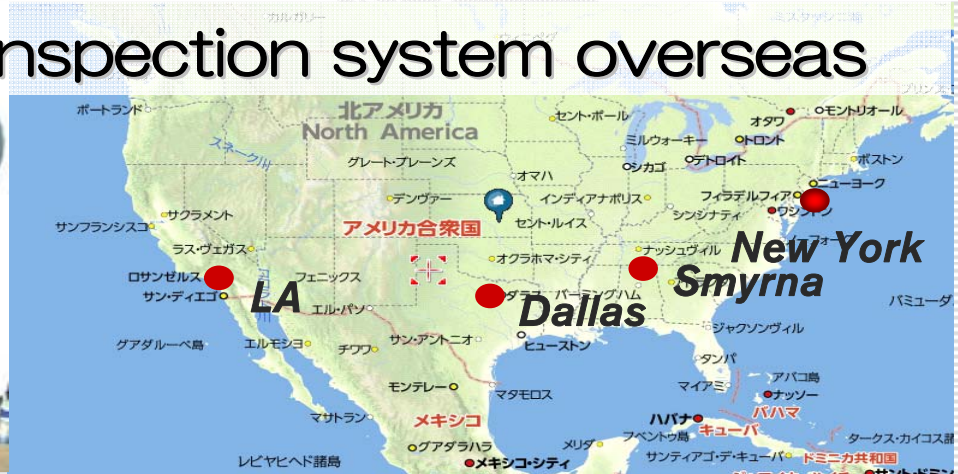 nspection system overseas
カルガリー
ポートランド
北アメリカ
North America
セント・ポール
オタワ
モントリオール
スネーク川
グレート・プレーンズ
ミルウォーキー
トロント
シカゴ
デトロイト
ボストン
オマハ
デンヴァー
インディアナポリス
フィラデルフィア
ニューヨーク
サクラメント
アメリカ合衆国
セント・ルイス
シンシナティ
サンフランシスコ
ラス・ヴェガス
オクラホマ・シティ
ナッシュヴィル
New York
ロサンゼルス
フェニックス
Smyrna
サン・ディエゴ
LA
エル・パソ
Dallas
バーミングハム
バミューダ
ジャクソンヴィル
グアダルーペ島
エルモシヨ
チワワ
サン・アントニオ
ヒューストン
タンパ
モンテレー
マタモロス
マイアミ
アバコ島
ナッソー
マサトラン
メキシコ
ハバナ
バハマ
キューバ
グアダラハラ
メリダ
フベントゥ島
タークス・カイコス諸
レビヤヒヘド諸島
メキシコ・シティ
サンティアゴ・デ・キューバ
ドミニカ共和国